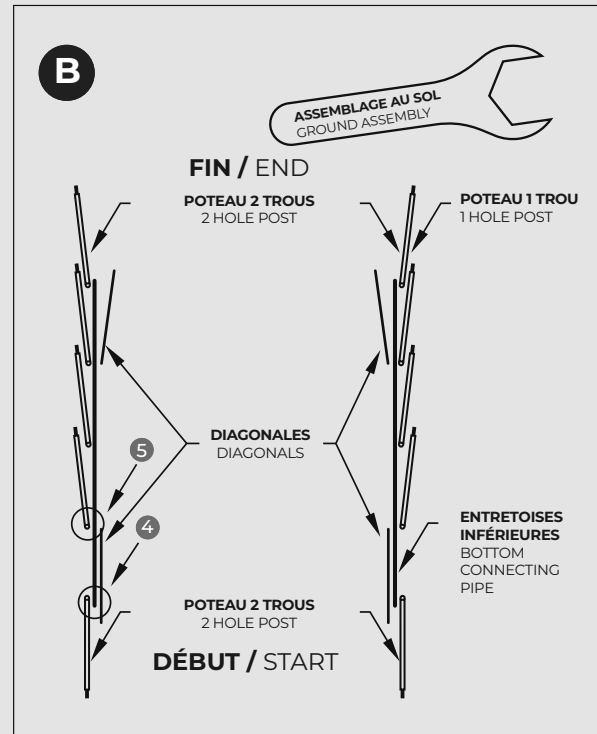 B
ASSEMBLAGE AU SOL
GROUND ASSEMBLY
FIN / END
POTEAU 2 TROUS
2 HOLE POST
POTEAU 1 TROU
1 HOLE POST
DIAGONALES
DIAGONALS
5
4
ENTRETOISES
INFÉRIEURES
BOTTOM
CONNECTING
PIPE
POTEAU 2 TROUS
2 HOLE POST
DÉBUT / START